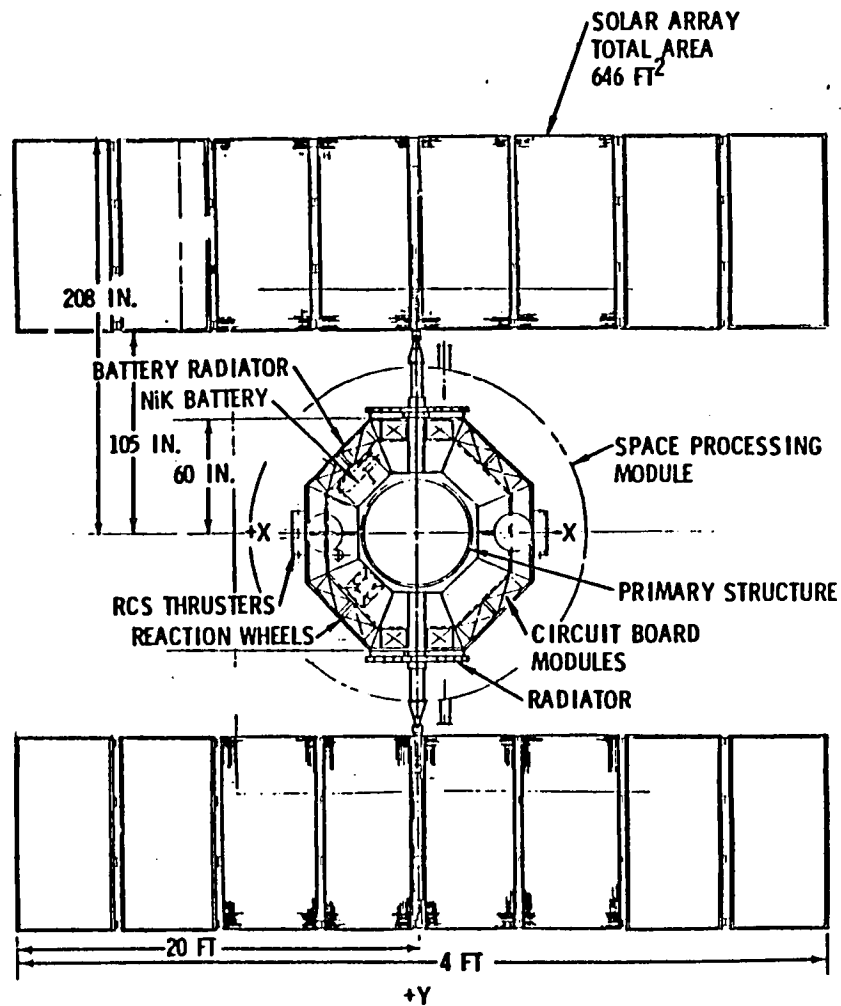 SOLAR ARRAY
TOTAL AREA
646 FT2
208 IN.
BATTERY RADIATOR
NiK BATTERY
105 IN.
60 IN.
SPACE PROCESSING
MODULE
+X
-X
PRIMARY STRUCTURE
RCS THRUSTERS
REACTION WHEELS
CIRCUIT BOARD
MODULES
RADIATOR
20 FT
4 FT
+Y